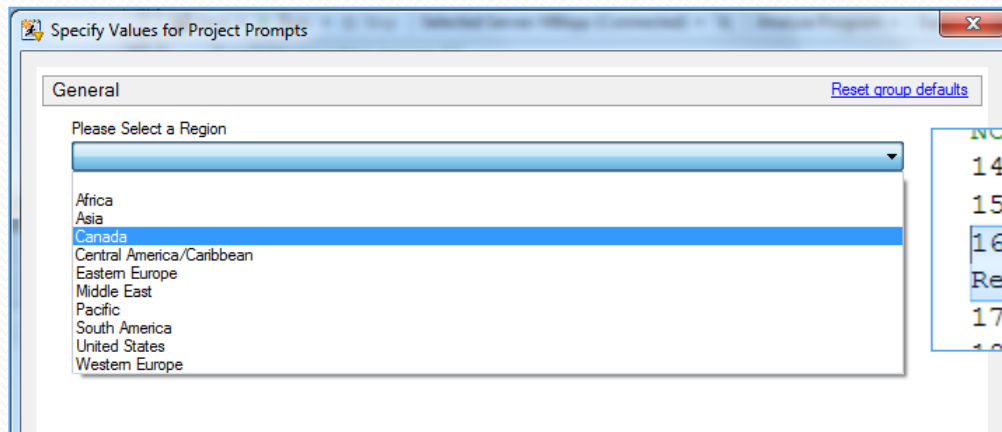 Specify Values for Project Prompts
General
Reset group defaults
Please Select a Region
Africa
Asia
Canada
Central America/Caribbean
Eastern Europe
Middle East
Pacific
South America
United States
Western Europe
14
15
16
Re
17